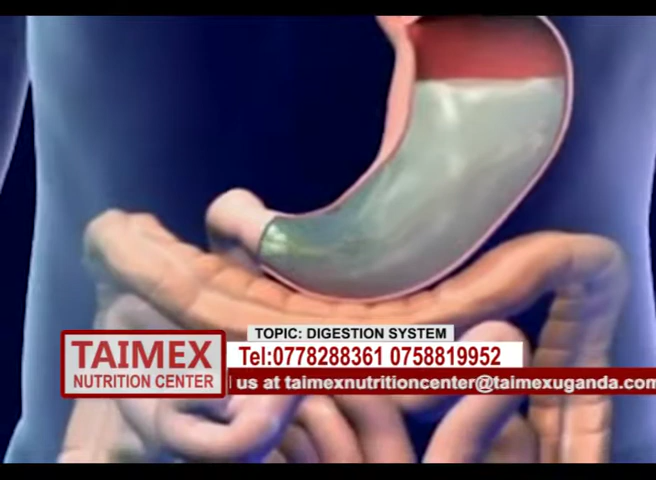 TOPIC: DIGESTION SYSTEM
TAIMEX
NUTRITION CENTER
Tel:0778288361 0758819952
us at taimexnutritioncenter@taimexuganda.com